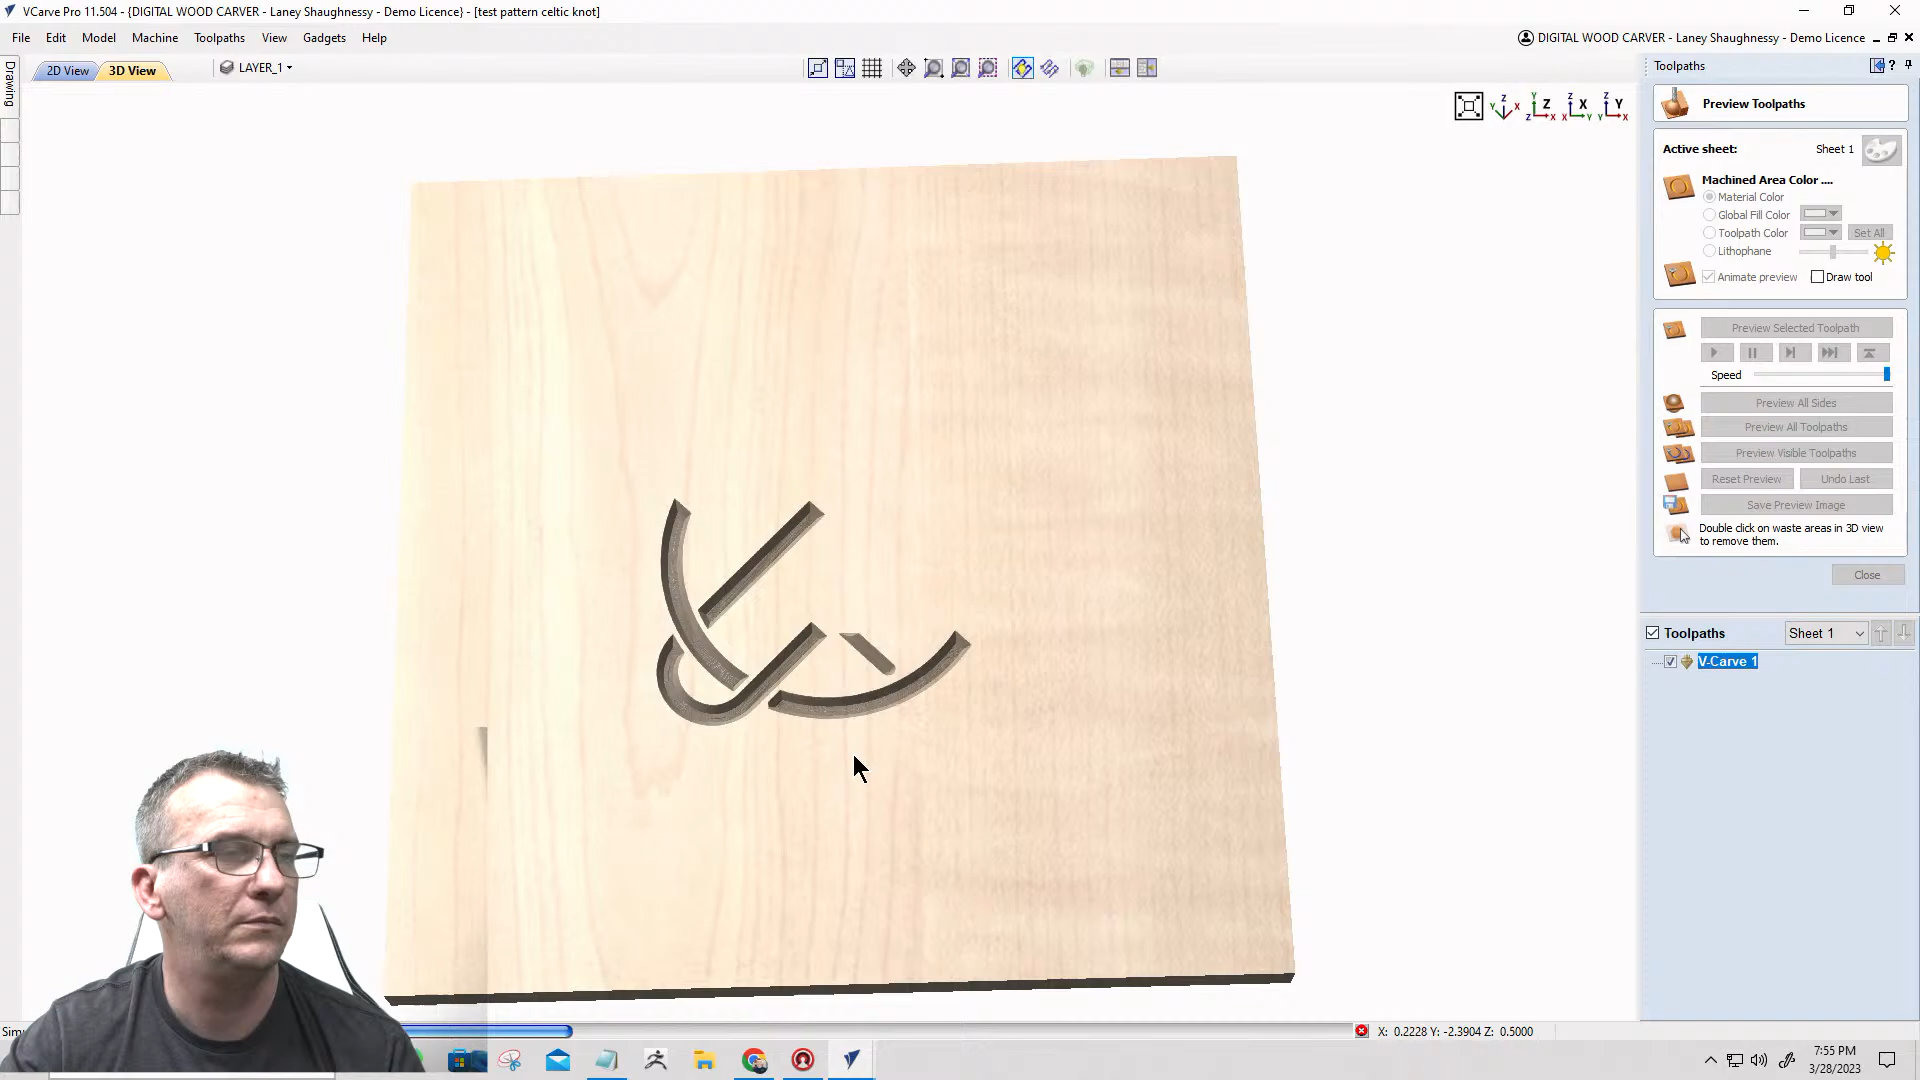 VCarve Pro 11.504 - {DIGITAL WOOD CARVER - Laney Shaughnessy - Demo Licence} - [test pattern celtic knot]
File Edit Model Machine Toolpaths View Gadgets Help
DIGITAL WOOD CARVER - Laney Shaughnessy - Demo Licence
Drawing
2D View 3D View LAYER_1
Z Y X
Y Z Z X
Z X X Y
Z Y Y X
Toolpaths
?
Preview Toolpaths
Active sheet: Sheet 1
Machined Area Color ....
Material Color
Global Fill Color
Toolpath Color Set All
Lithophane
Animate preview Draw tool
Preview Selected Toolpath
Speed
Preview All Sides
Preview All Toolpaths
Preview Visible Toolpaths
Reset Preview Undo Last
Save Preview Image
Double click on waste areas in 3D view
to remove them.
Close
Toolpaths Sheet 1
V-Carve 1
X: 0.2228 Y: -2.3904 Z: 0.5000
7:55 PM
3/28/2023